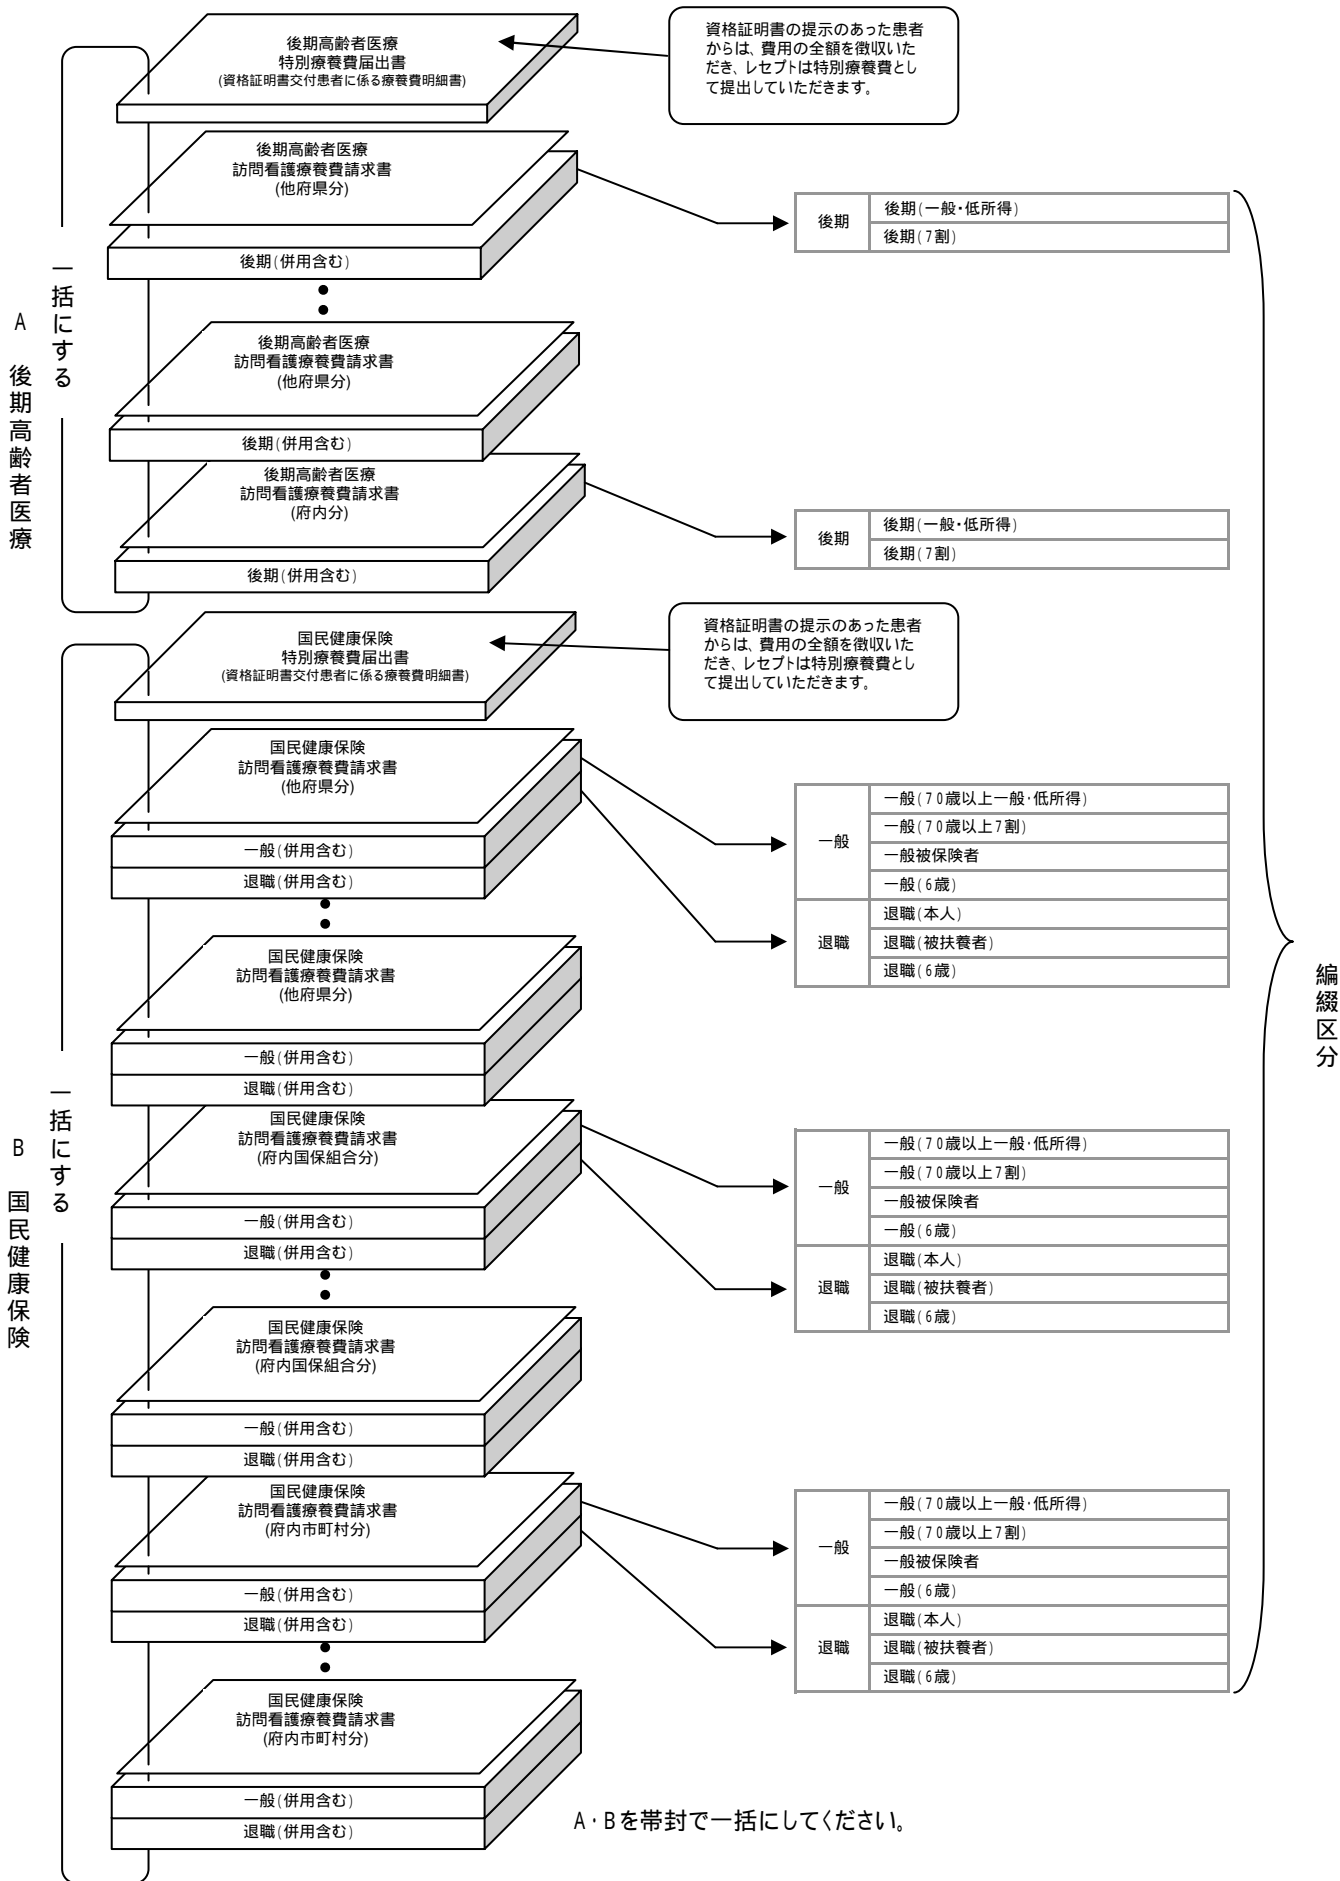 後期高齢者医療
特別療養費届出書
(資格証明書交付患者に係る療養費明細書)
資格証明書の提示のあった患者
からは、費用の全額を徴収いた
だき、レセプトは特別療養費とし
て提出していただきます。
後期高齢者医療
訪問看護療養費請求書
(他府県分)
後期(併用含む)
後期
後期(一般・低所得)
後期(7割)
後期高齢者医療
訪問看護療養費請求書
(他府県分)
後期(併用含む)
後期高齢者医療
訪問看護療養費請求書
(府内分)
後期(併用含む)
後期
後期(一般・低所得)
後期(7割)
A 後期高齢者医療
一括にする
国民健康保険
特別療養費届出書
(資格証明書交付患者に係る療養費明細書)
資格証明書の提示のあった患者
からは、費用の全額を徴収いた
だき、レセプトは特別療養費とし
て提出していただきます。
国民健康保険
訪問看護療養費請求書
(他府県分)
一般(併用含む)
退職(併用含む)
一般
一般(70歳以上一般・低所得)
一般(70歳以上7割)
一般被保険者
一般(6歳)
退職
退職(本人)
退職(被扶養者)
退職(6歳)
国民健康保険
訪問看護療養費請求書
(他府県分)
一般(併用含む)
退職(併用含む)
国民健康保険
訪問看護療養費請求書
(府内国保組合分)
一般(併用含む)
退職(併用含む)
一般
一般(70歳以上一般・低所得)
一般(70歳以上7割)
一般被保険者
一般(6歳)
退職
退職(本人)
退職(被扶養者)
退職(6歳)
国民健康保険
訪問看護療養費請求書
(府内国保組合分)
一般(併用含む)
退職(併用含む)
国民健康保険
訪問看護療養費請求書
(府内市町村分)
一般(併用含む)
退職(併用含む)
一般
一般(70歳以上一般・低所得)
一般(70歳以上7割)
一般被保険者
一般(6歳)
退職
退職(本人)
退職(被扶養者)
退職(6歳)
国民健康保険
訪問看護療養費請求書
(府内市町村分)
一般(併用含む)
退職(併用含む)
B 国民健康保険
一括にする
編綴区分
A・Bを帯封で一括にしてください。